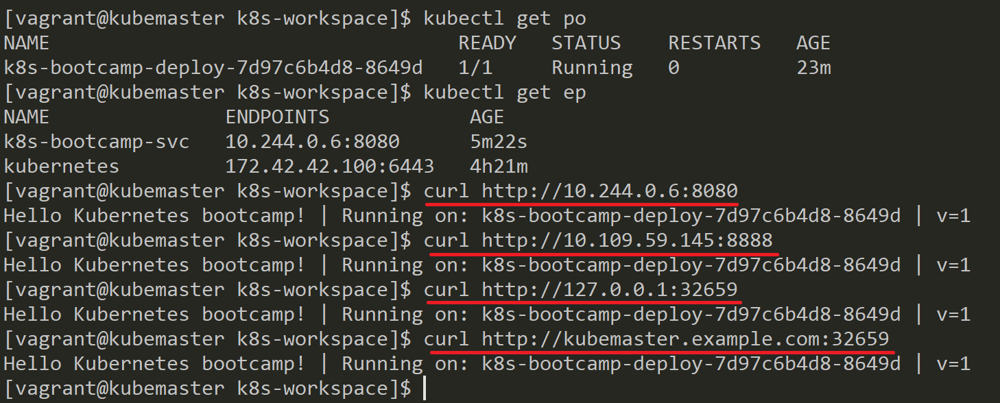 [vagrant@kubemaster k8s-workspace]$ kubectl get po
NAME READY STATUS RESTARTS AGE
k8s-bootcamp-deploy-7d97c6b4d8-8649d 1/1 Running 0 23m
[vagrant@kubemaster k8s-workspace]$ kubectl get ep
NAME ENDPOINTS AGE
k8s-bootcamp-svc 10.244.0.6:8080 5m22s
kubernetes 172.42.42.100:6443 4h21m
[vagrant@kubemaster k8s-workspace]$ curl http://10.244.0.6:8080
Hello Kubernetes bootcamp! | Running on: k8s-bootcamp-deploy-7d97c6b4d8-8649d | v=1
[vagrant@kubemaster k8s-workspace]$ curl http://10.109.59.145:8888
Hello Kubernetes bootcamp! | Running on: k8s-bootcamp-deploy-7d97c6b4d8-8649d | v=1
[vagrant@kubemaster k8s-workspace]$ curl http://127.0.0.1:32659
Hello Kubernetes bootcamp! | Running on: k8s-bootcamp-deploy-7d97c6b4d8-8649d | v=1
[vagrant@kubemaster k8s-workspace]$ curl http://kubemaster.example.com:32659
Hello Kubernetes bootcamp! | Running on: k8s-bootcamp-deploy-7d97c6b4d8-8649d | v=1
[vagrant@kubemaster k8s-workspace]$